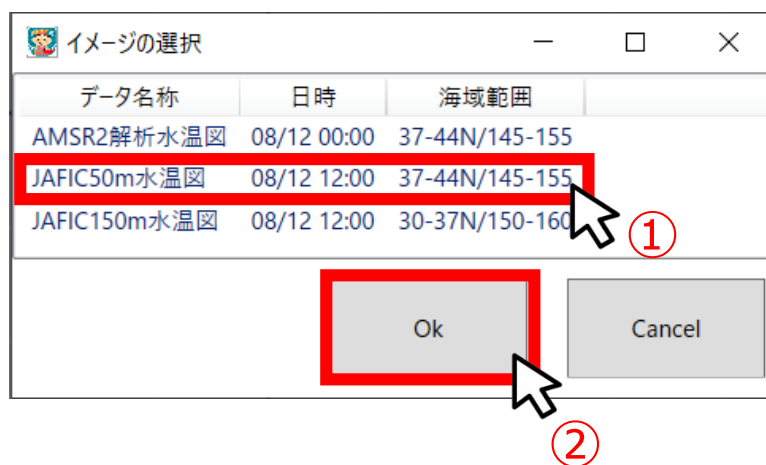 イメージの選択
データ名称 日時 海域範囲
AMSR2解析水温図 08/12 00:00 37-44N/145-155
JAFIC50m水温図 08/12 12:00 37-44N/145-155
JAFIC150m水温図 08/12 12:00 30-37N/150-160
①
Ok Cancel
②